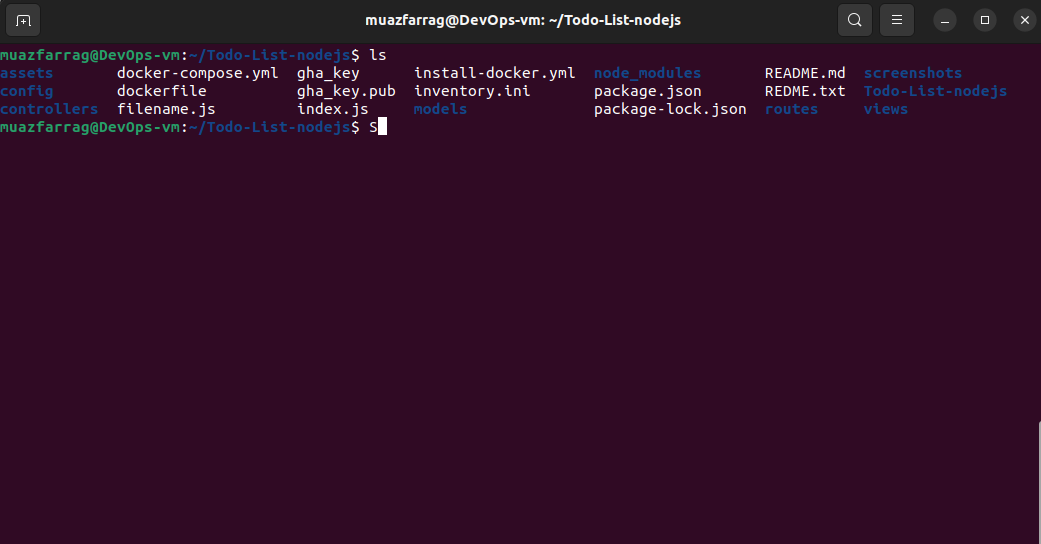 muazfarrag@DevOps-vm: ~/Todo-List-nodejs
muazfarrag@DevOps-vm:~/Todo-List-nodejs$ ls
assets docker-compose.yml gha_key install-docker.yml node_modules README.md screenshots
config dockerfile gha_key.pub inventory.ini package.json REDME.txt Todo-List-nodejs
controllers filename.js index.js models package-lock.json routes views
muazfarrag@DevOps-vm:~/Todo-List-nodejs$ S